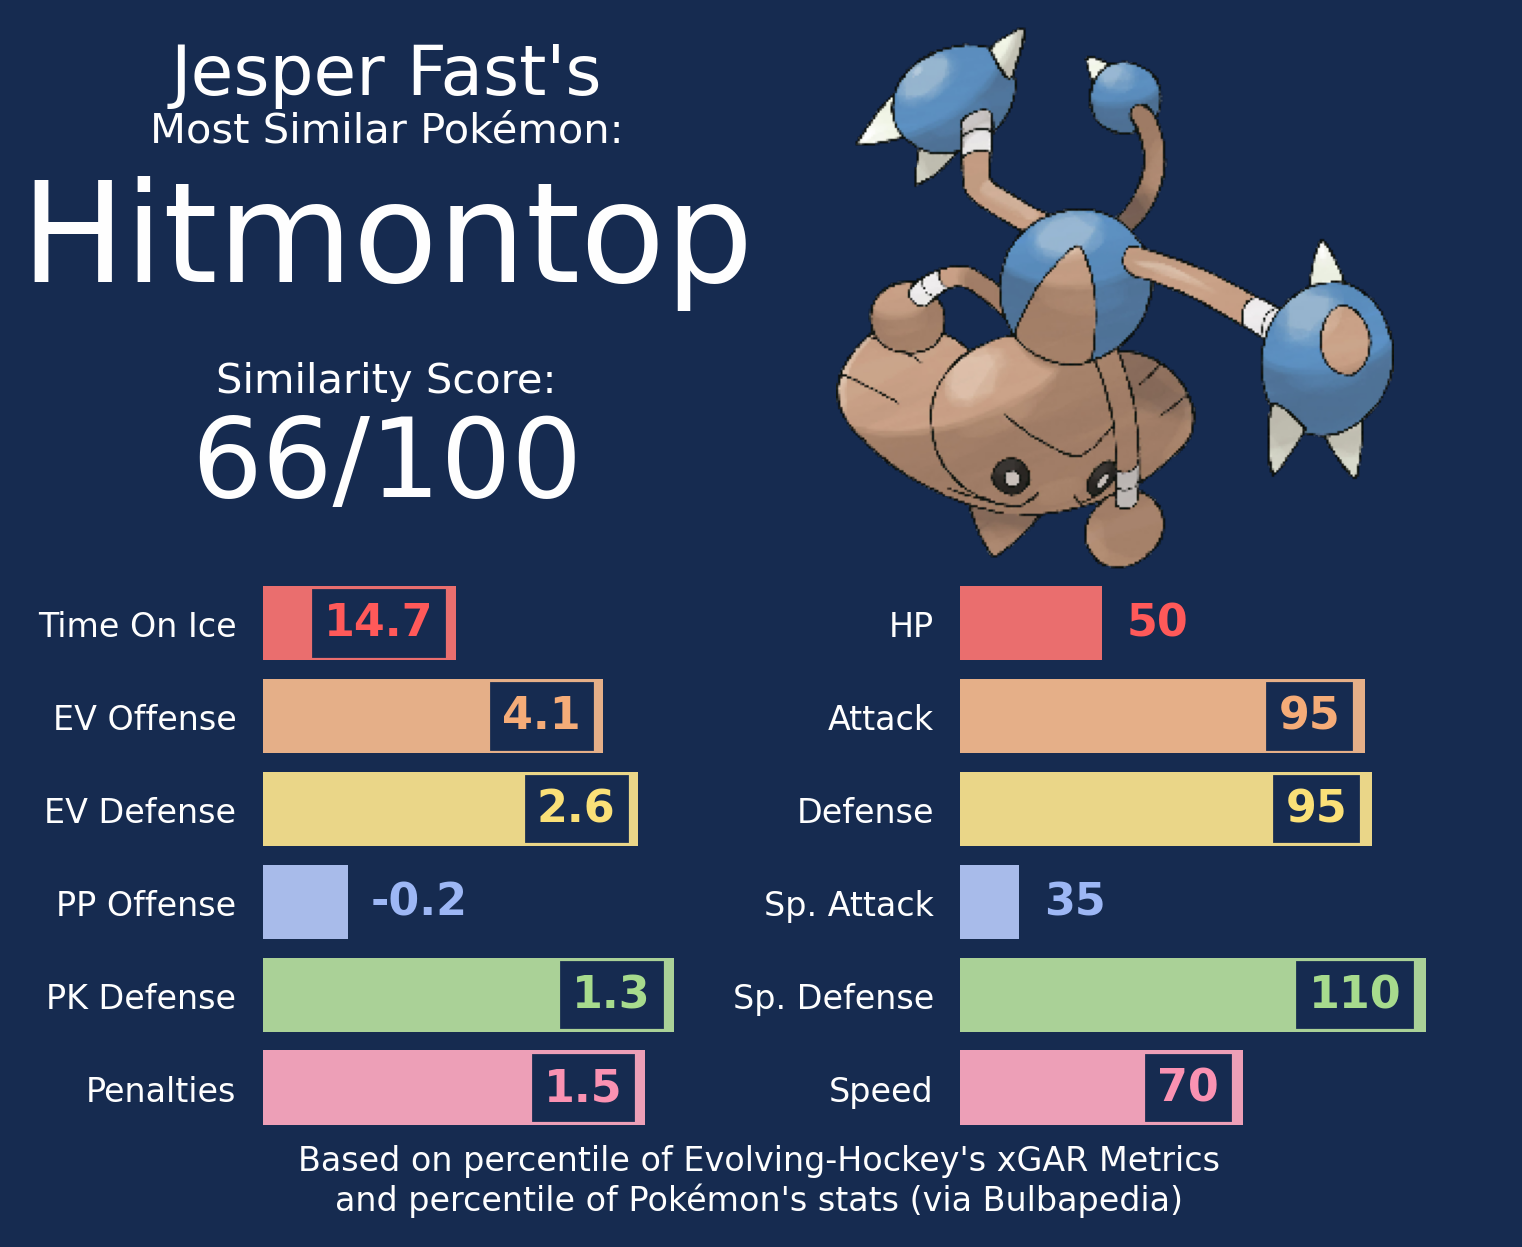 Jesper Fast's
Most Similar Pokémon:
Hitmontop
Similarity Score:
66/100
Time On Ice 14.7
EV Offense 4.1
EV Defense 2.6
PP Offense -0.2
PK Defense 1.3
Penalties 1.5
HP 50
Attack 95
Defense 95
Sp. Attack 35
Sp. Defense 110
Speed 70
Based on percentile of Evolving-Hockey's xGAR Metrics
and percentile of Pokémon's stats (via Bulbapedia)